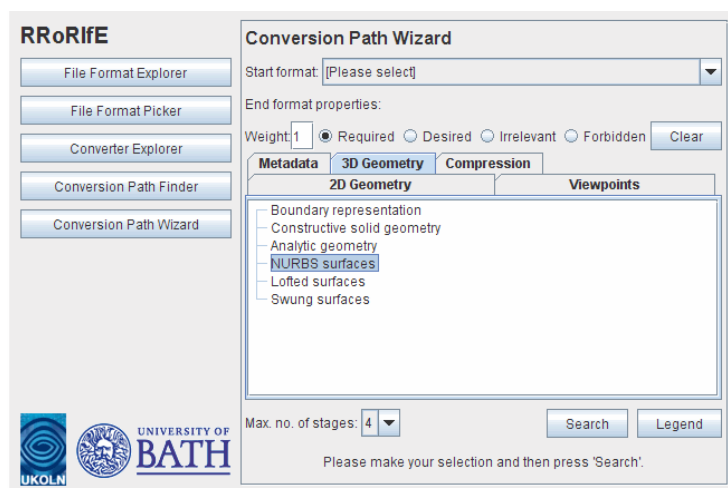 RRoRIfE
File Format Explorer
File Format Picker
Converter Explorer
Conversion Path Finder
Conversion Path Wizard
UKOLN
UNIVERSITY OF
BATH
Conversion Path Wizard
Start format: [Please select]
End format properties:
Weight: 1 Required Desired Irrelevant Forbidden Clear
Metadata 3D Geometry Compression
2D Geometry Viewpoints
Boundary representation
Constructive solid geometry
Analytic geometry
NURBS surfaces
Lofted surfaces
Swung surfaces
Max. no. of stages: 4 Search Legend
Please make your selection and then press 'Search'.